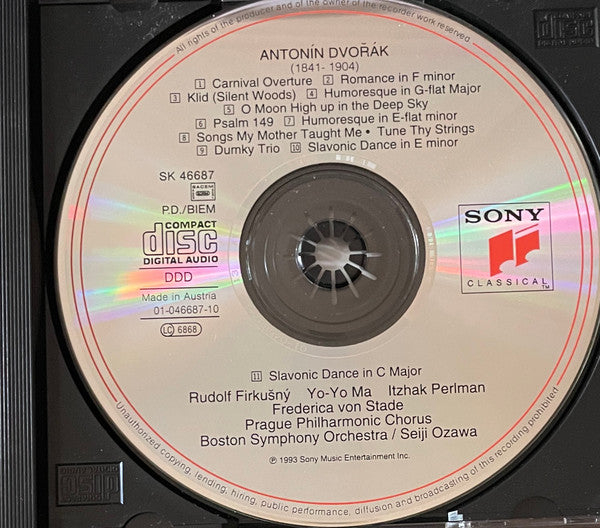 All rights of the producer and of the owner of the recorder work reserved.
ANTONÍN DVOŘÁK
(1841- 1904)
1 Carnival Overture 2 Romance in F minor
3 Klid (Silent Woods) 4 Humoresque in G-flat Major
5 O Moon High up in the Deep Sky
6 Psalm 149 7 Humoresque in E-flat minor
8 Songs My Mother Taught Me • Tune Thy Strings
9 Dumky Trio 10 Slavonic Dance in E minor
SK 46687
SACEM
P.D./BIEM
COMPACT
disc
DIGITAL AUDIO
DDD
Made in Austria
01-046687-10
LC 6868
SONY
CLASSICAL™
11 Slavonic Dance in C Major
Rudolf Firkušný Yo-Yo Ma Itzhak Perlman
Frederica von Stade
Prague Philharmonic Chorus
Boston Symphony Orchestra / Seiji Ozawa
℗ 1993 Sony Music Entertainment Inc.
Unauthorized copying, lending, hiring, public performance, diffusion and broadcasting of this recording prohibited
COMPACT
disc